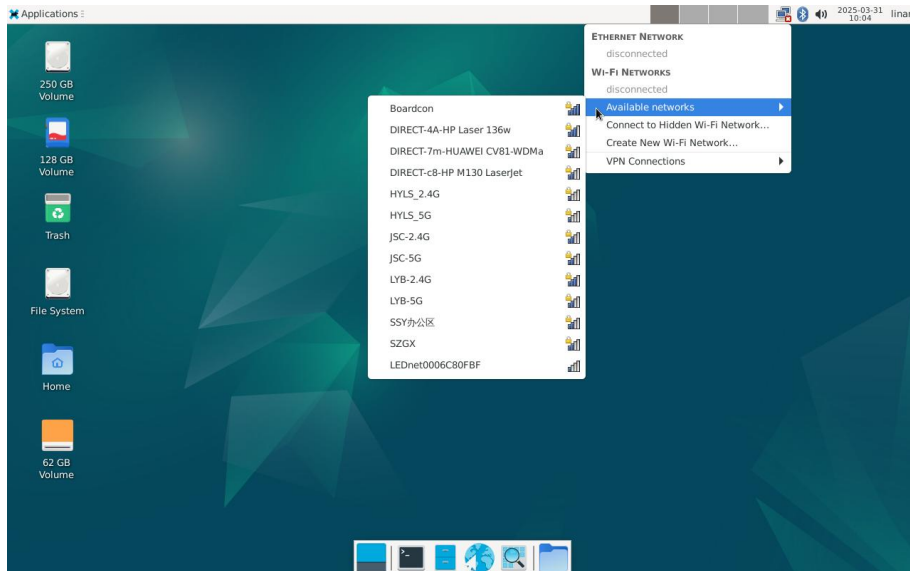 Applications
2025-03-31
10:04
linar
ETHERNET NETWORK
disconnected
WI-FI NETWORKS
disconnected
Available networks
Connect to Hidden Wi-Fi Network...
Create New Wi-Fi Network...
VPN Connections
Boardcon
DIRECT-4A-HP Laser 136w
DIRECT-7m-HUAWEI CV81-WDMa
DIRECT-c8-HP M130 LaserJet
HYLS_2.4G
HYLS_5G
JSC-2.4G
JSC-5G
LYB-2.4G
LYB-5G
SSY办公区
SZGX
LEDnet0006C80FBF
250 GB
Volume
128 GB
Volume
Trash
File System
Home
62 GB
Volume